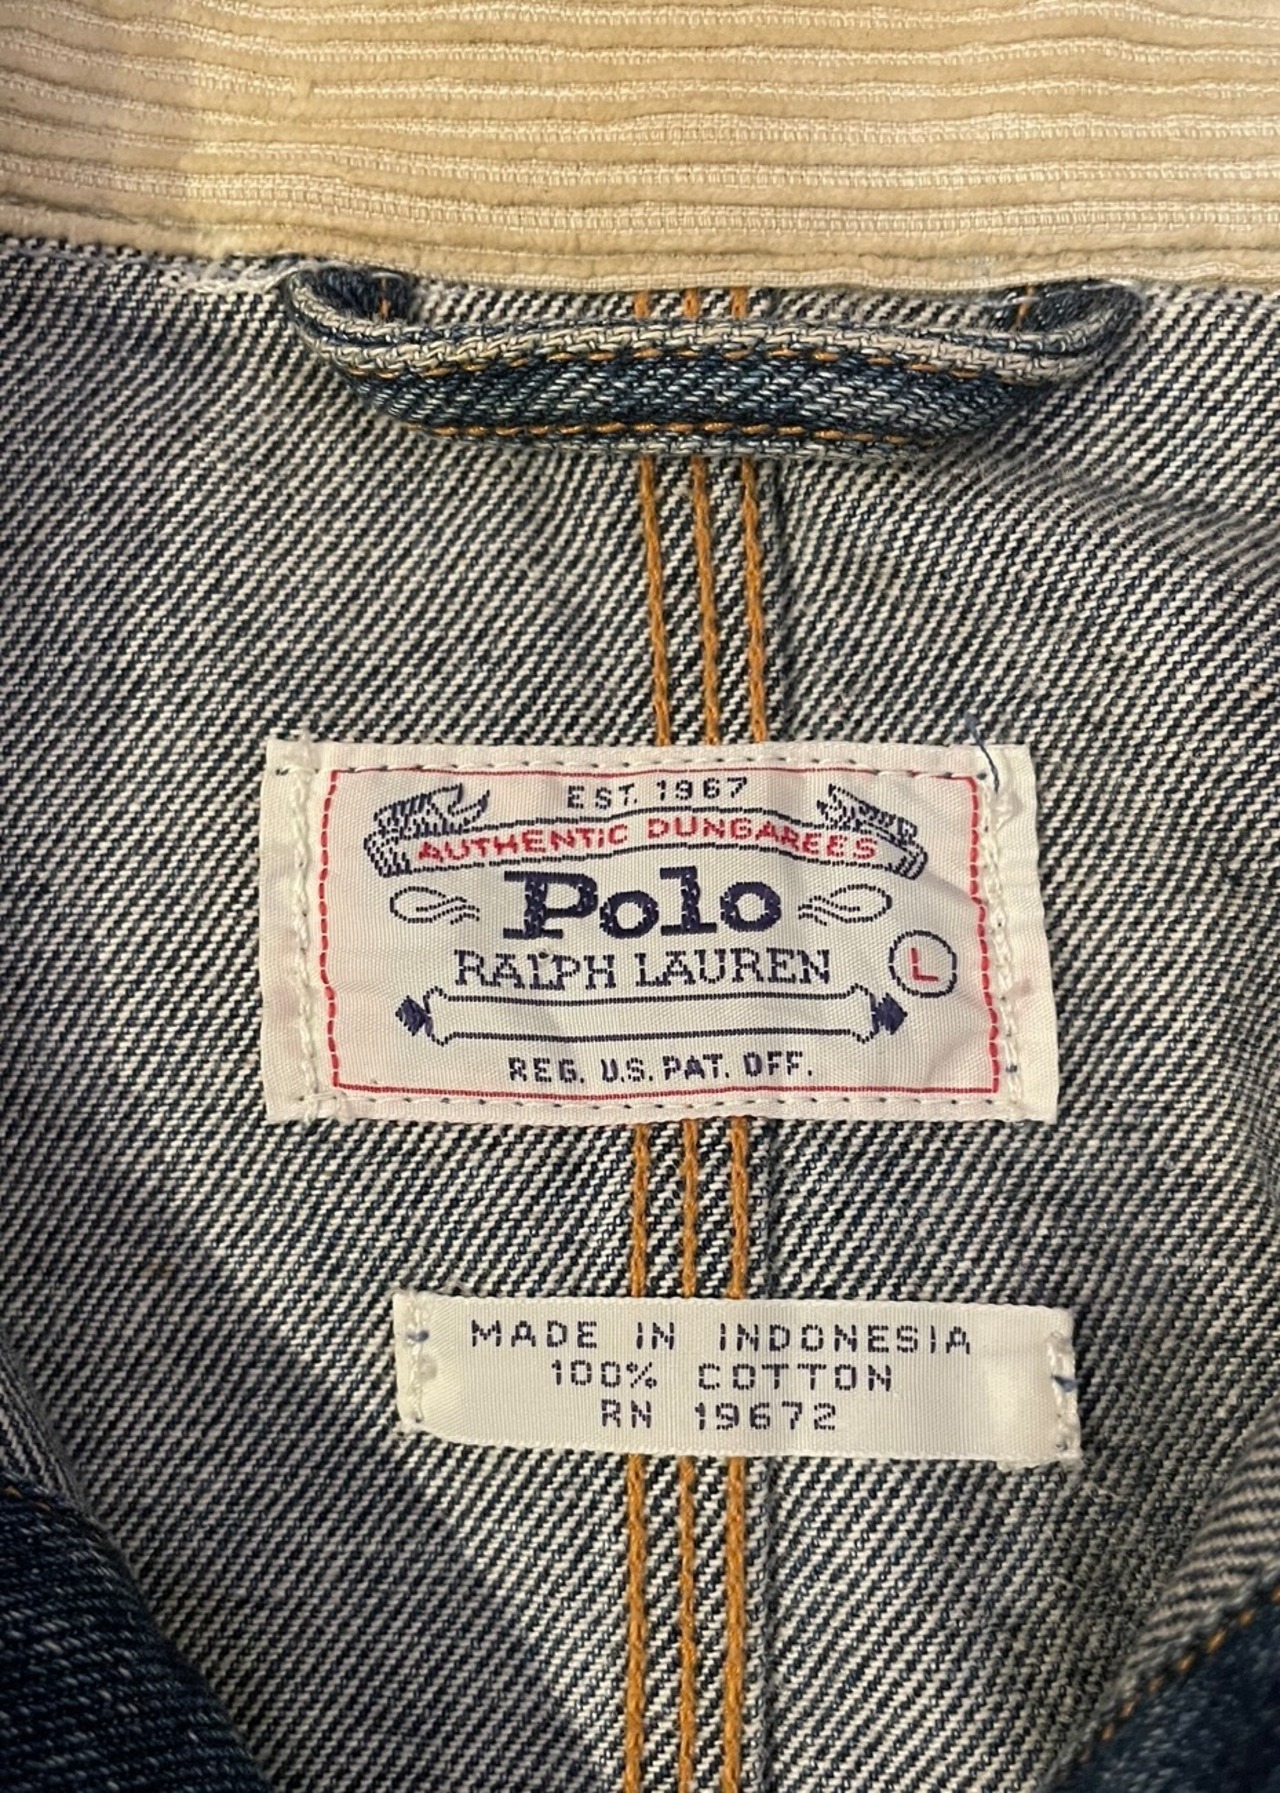 EST. 1967
AUTHENTIC DUNGAREES
Polo
RALPH LAUREN
L
REG. U.S. PAT. OFF.
MADE IN INDONESIA
100% COTTON
RN 19672